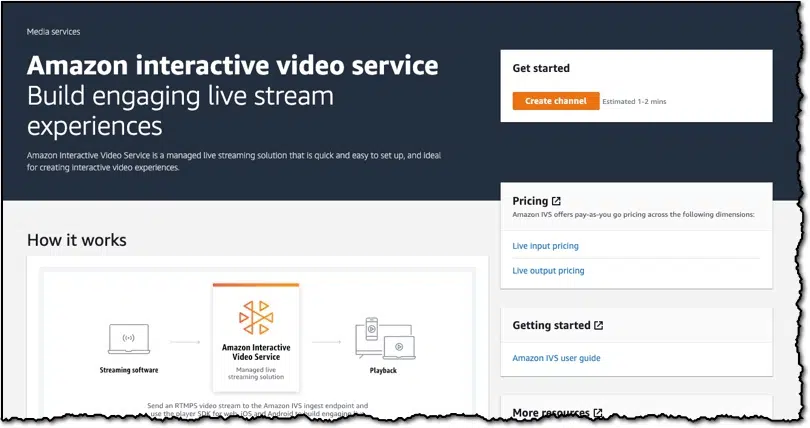 Media services
Amazon interactive video service
Build engaging live stream
experiences
Amazon Interactive Video Service is a managed live streaming solution that is quick and easy to set up, and ideal
for creating interactive video experiences.
Get started
Create channel Estimated 1-2 mins
Pricing
Amazon IVS offers pay-as-you go pricing across the following dimensions:
Live input pricing
Live output pricing
How it works
Streaming software
Amazon Interactive
Video Service
Managed live
streaming solution
Playback
Send an RTMPS video stream to the Amazon IVS ingest endpoint and
use the player SDK for web, iOS and Android to build engaging live
Getting started
Amazon IVS user guide
More resources